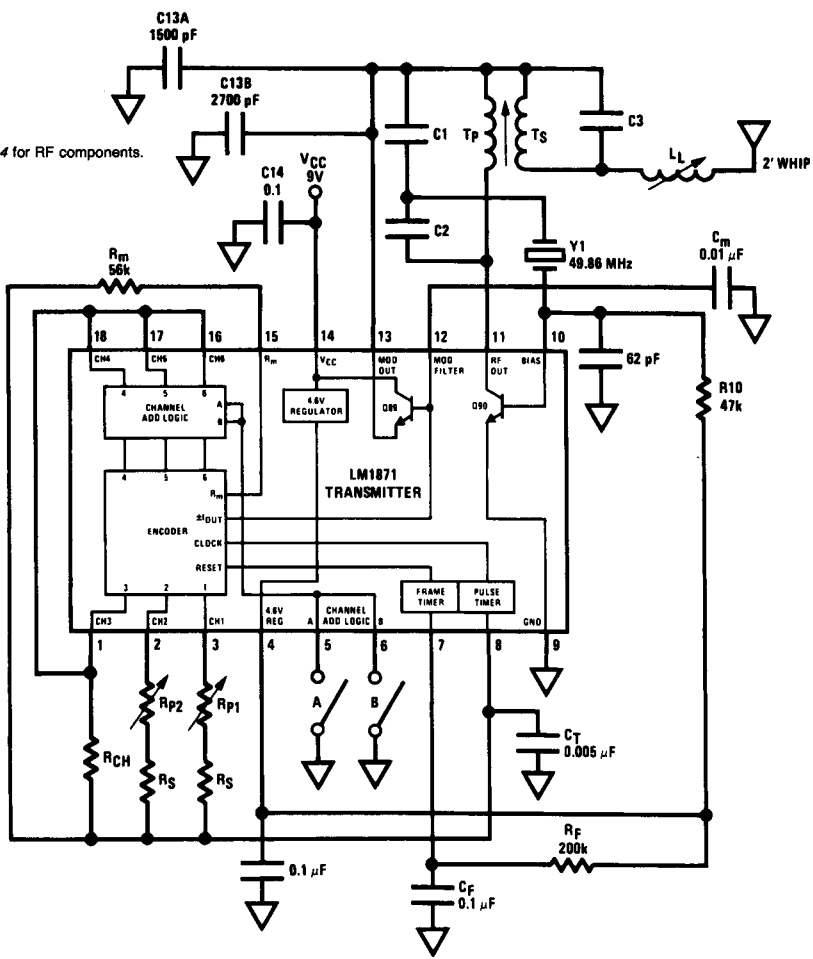 C13A
1500 pF
C13B
2700 pF
4 for RF components.
C1
TP
TS
C3
LL
2' WHIP
VCC
9V
C14
0.1
C2
Y1
49.86 MHz
Cm
0.01 μF
Rm
56k
18
17
16
15
14
13
12
11
10
CH4
CH5
CH6
Rm
VCC
MOD
OUT
MOD
FILTER
RF
OUT
BIAS
62 pF
R10
47k
4
5
6
A
B
CHANNEL
ADD LOGIC
4.6V
REGULATOR
Q89
Q90
LM1871
TRANSMITTER
4
5
6
Rm
±IOUT
ENCODER
CLOCK
RESET
3
2
1
FRAME
TIMER
PULSE
TIMER
CH3
CH2
CH1
4.6V
REG
A
CHANNEL
ADD LOGIC
B
GND
1
2
3
4
5
6
7
8
9
RP2
RP1
A
B
RCH
RS
RS
CT
0.005 μF
RF
200k
0.1 μF
CF
0.1 μF